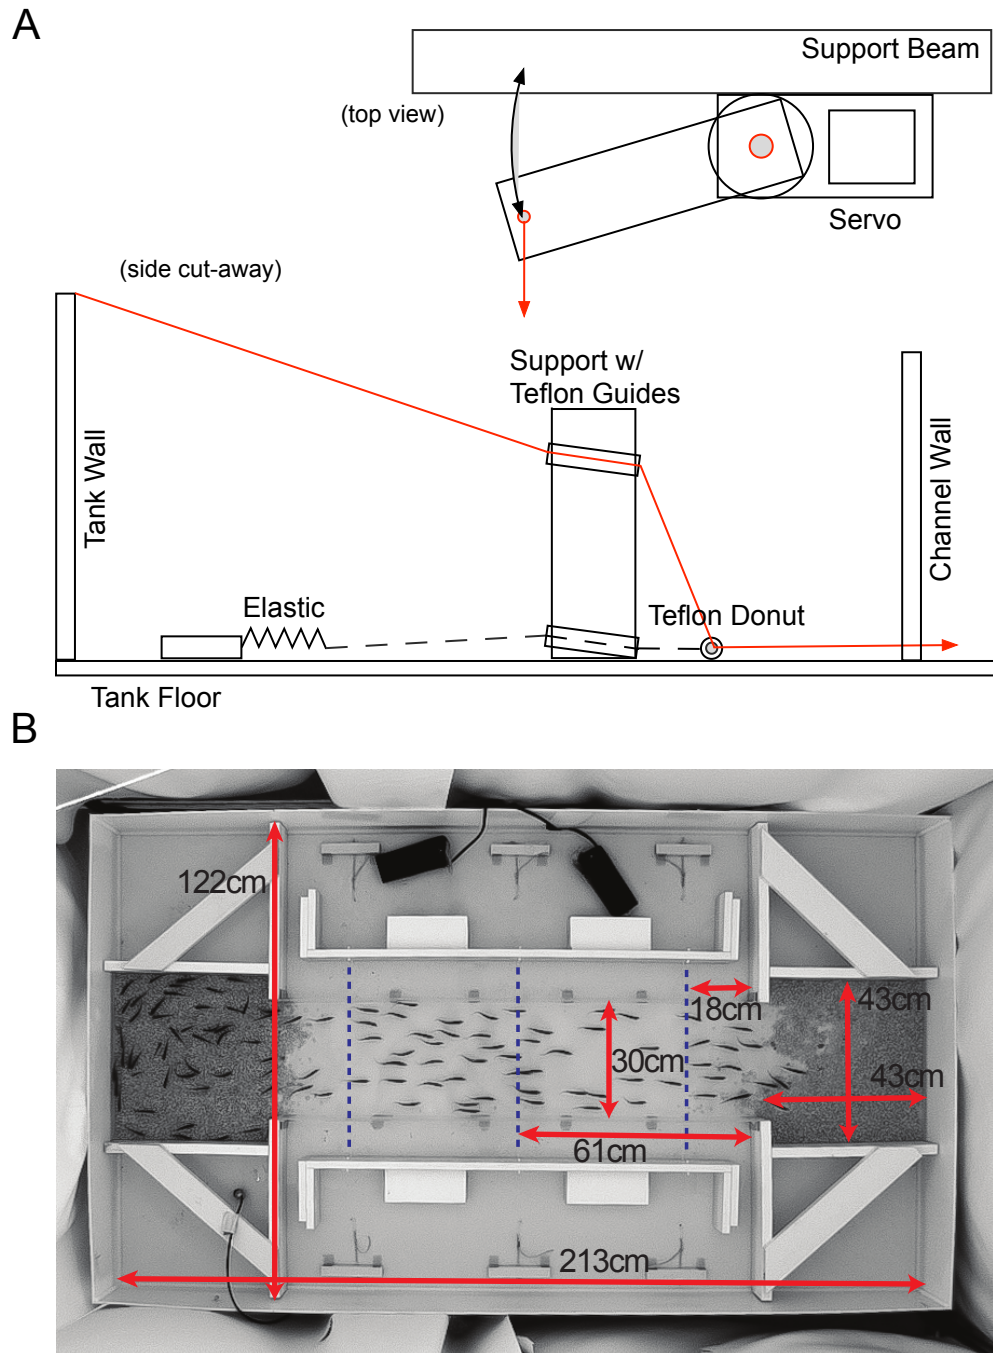 A
Support Beam
(top view)
Servo
(side cut-away)
Support w/
Teflon Guides
Tank Wall
Channel Wall
Elastic
Teflon Donut
Tank Floor
B
122cm
18cm
43cm
30cm
43cm
61cm
213cm